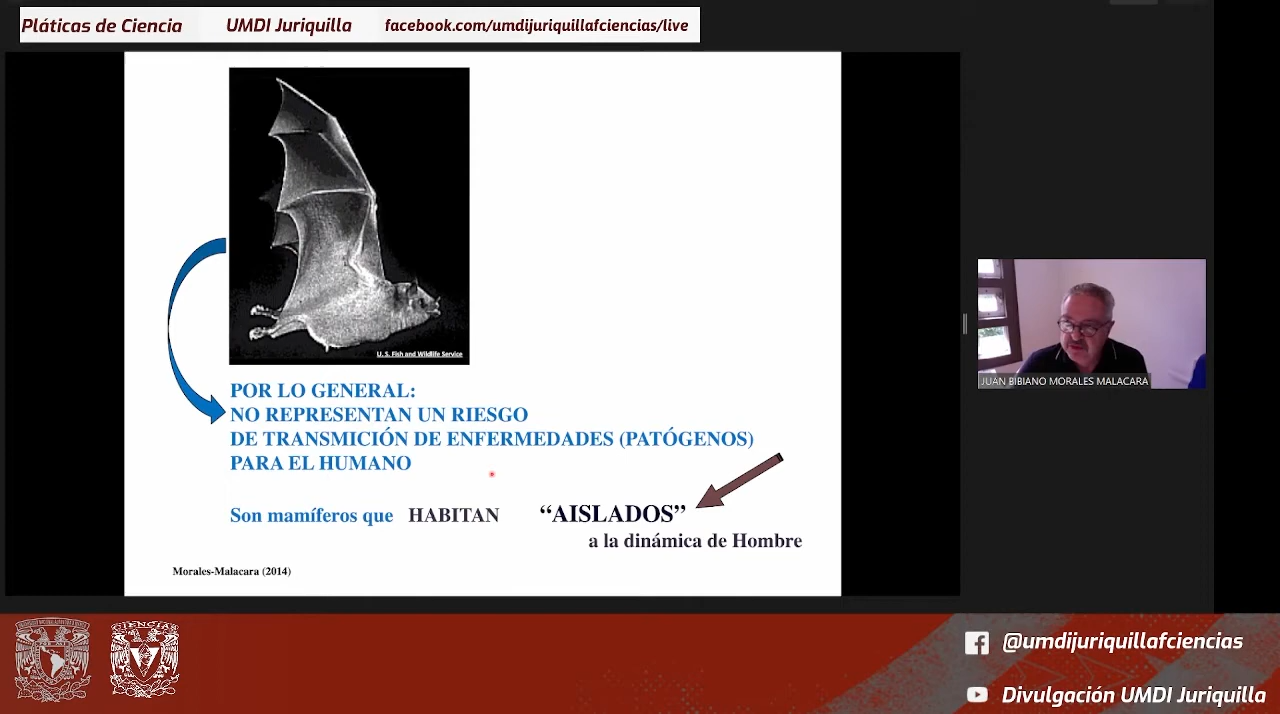 Pláticas de Ciencia UMDI Juriquilla facebook.com/umdijuriquillafciencias/live
U. S. Fish and Wildlife Service
POR LO GENERAL:
NO REPRESENTAN UN RIESGO
DE TRANSMICIÓN DE ENFERMEDADES (PATÓGENOS)
PARA EL HUMANO
Son mamíferos que HABITAN “AISLADOS”
a la dinámica de Hombre
Morales-Malacara (2014)
JUAN BIBIANO MORALES MALACARA
CIENCIAS
@umdijuriquillafciencias
Divulgación UMDI Juriquilla